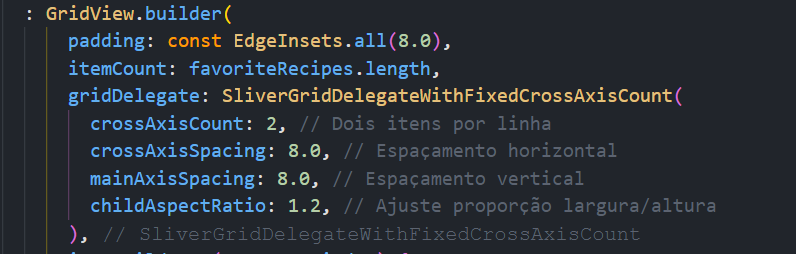 : GridView.builder(
padding: const EdgeInsets.all(8.0),
itemCount: favoriteRecipes.length,
gridDelegate: SliverGridDelegateWithFixedCrossAxisCount(
crossAxisCount: 2, // Dois itens por linha
crossAxisSpacing: 8.0, // Espaçamento horizontal
mainAxisSpacing: 8.0, // Espaçamento vertical
childAspectRatio: 1.2, // Ajuste proporção largura/altura
), // SliverGridDelegateWithFixedCrossAxisCount